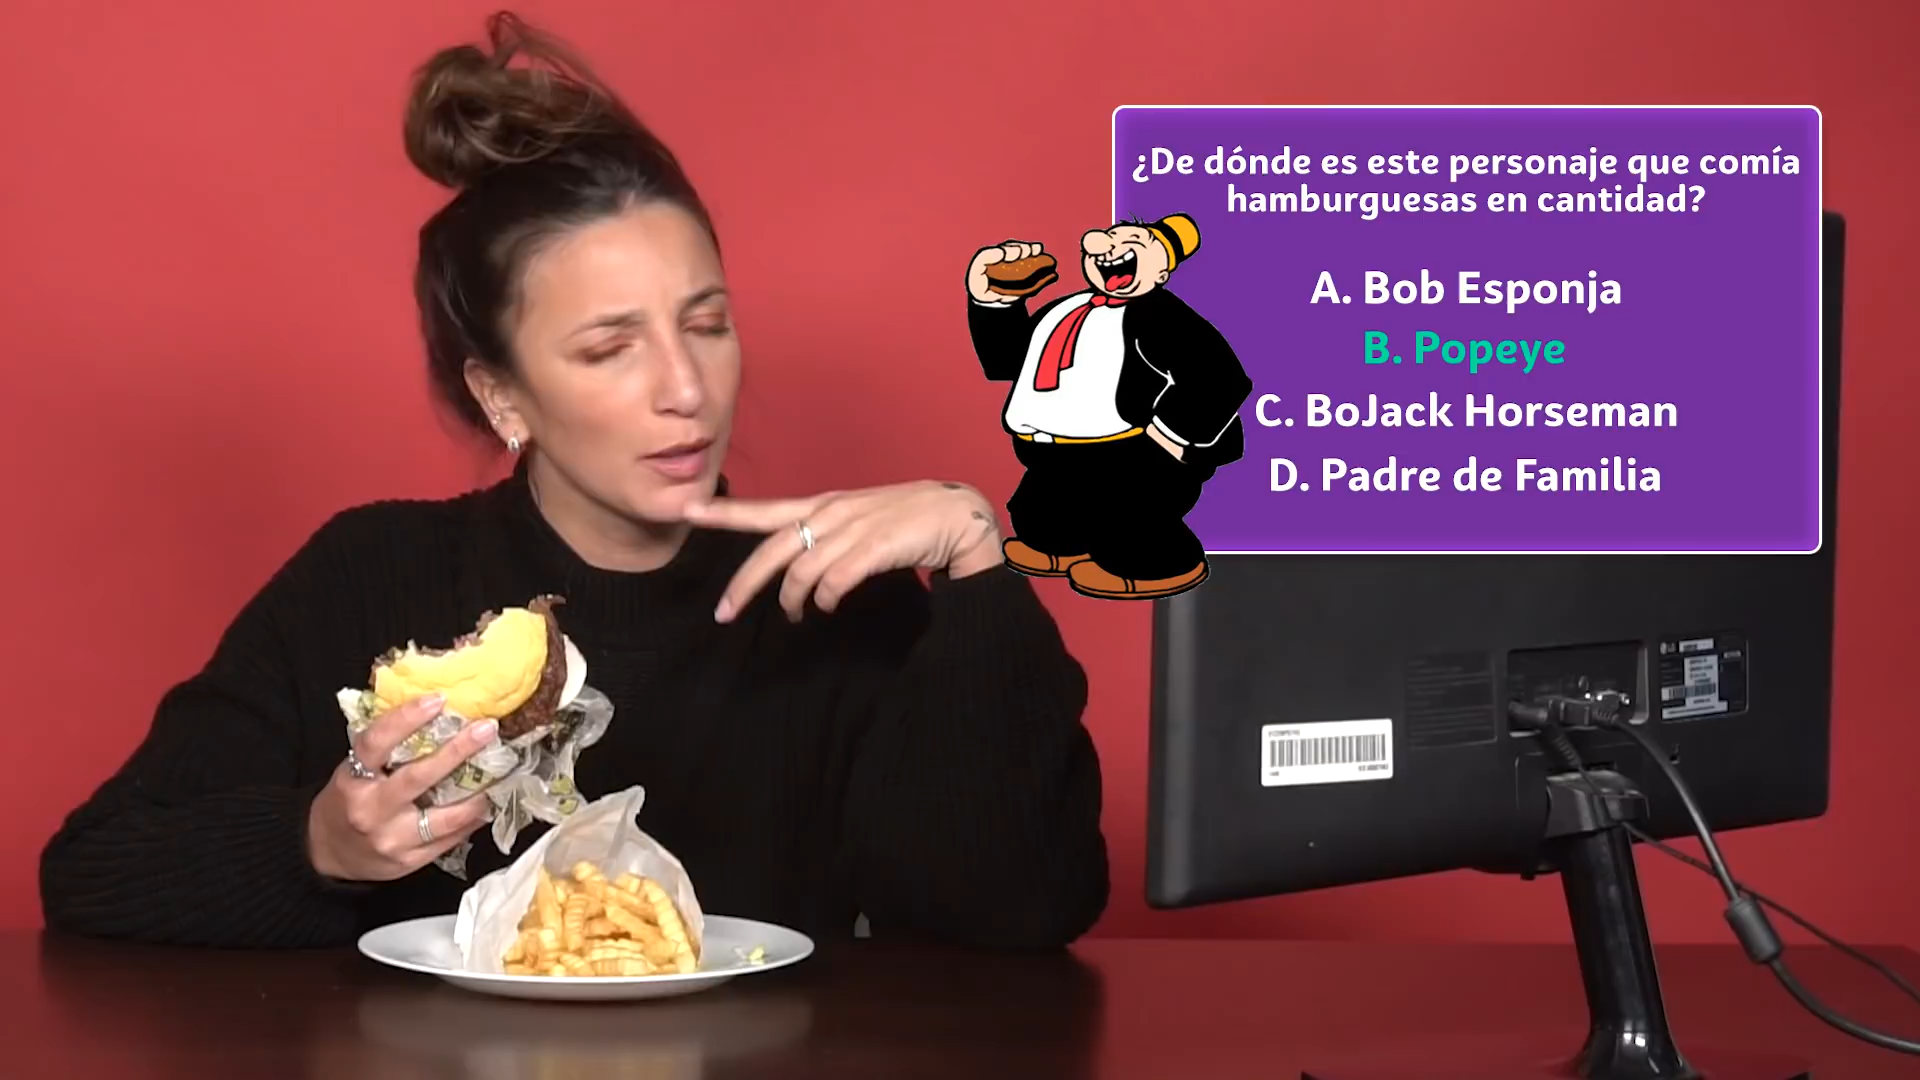 ¿De dónde es este personaje que comía
hamburguesas en cantidad?
A. Bob Esponja
B. Popeye
C. BoJack Horseman
D. Padre de Familia